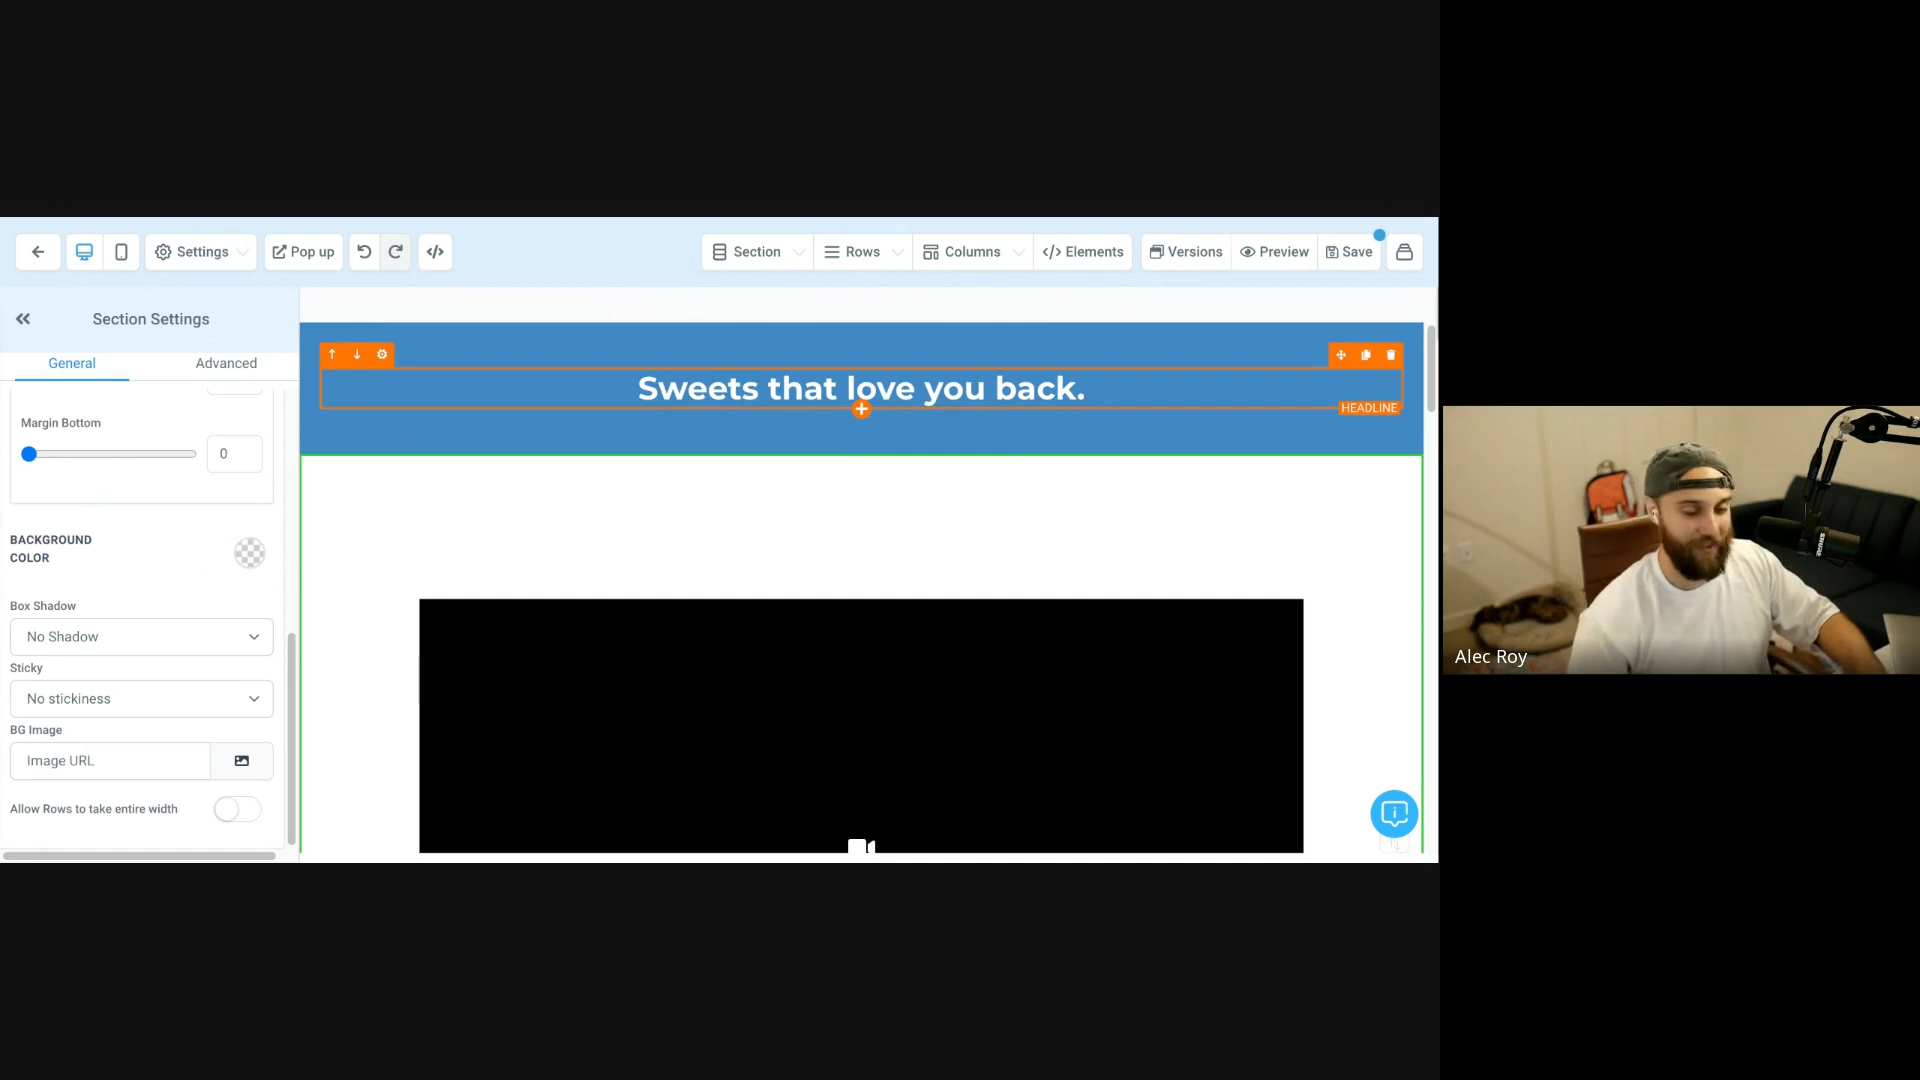 Settings
Pop up
Section
Rows
Columns
</> Elements
Versions
Preview
Save
Section Settings
General
Advanced
Margin Bottom
0
BACKGROUND
COLOR
Box Shadow
No Shadow
Sticky
No stickiness
BG Image
Image URL
Allow Rows to take entire width
Sweets that love you back.
HEADLINE
SHURE
Alec Roy